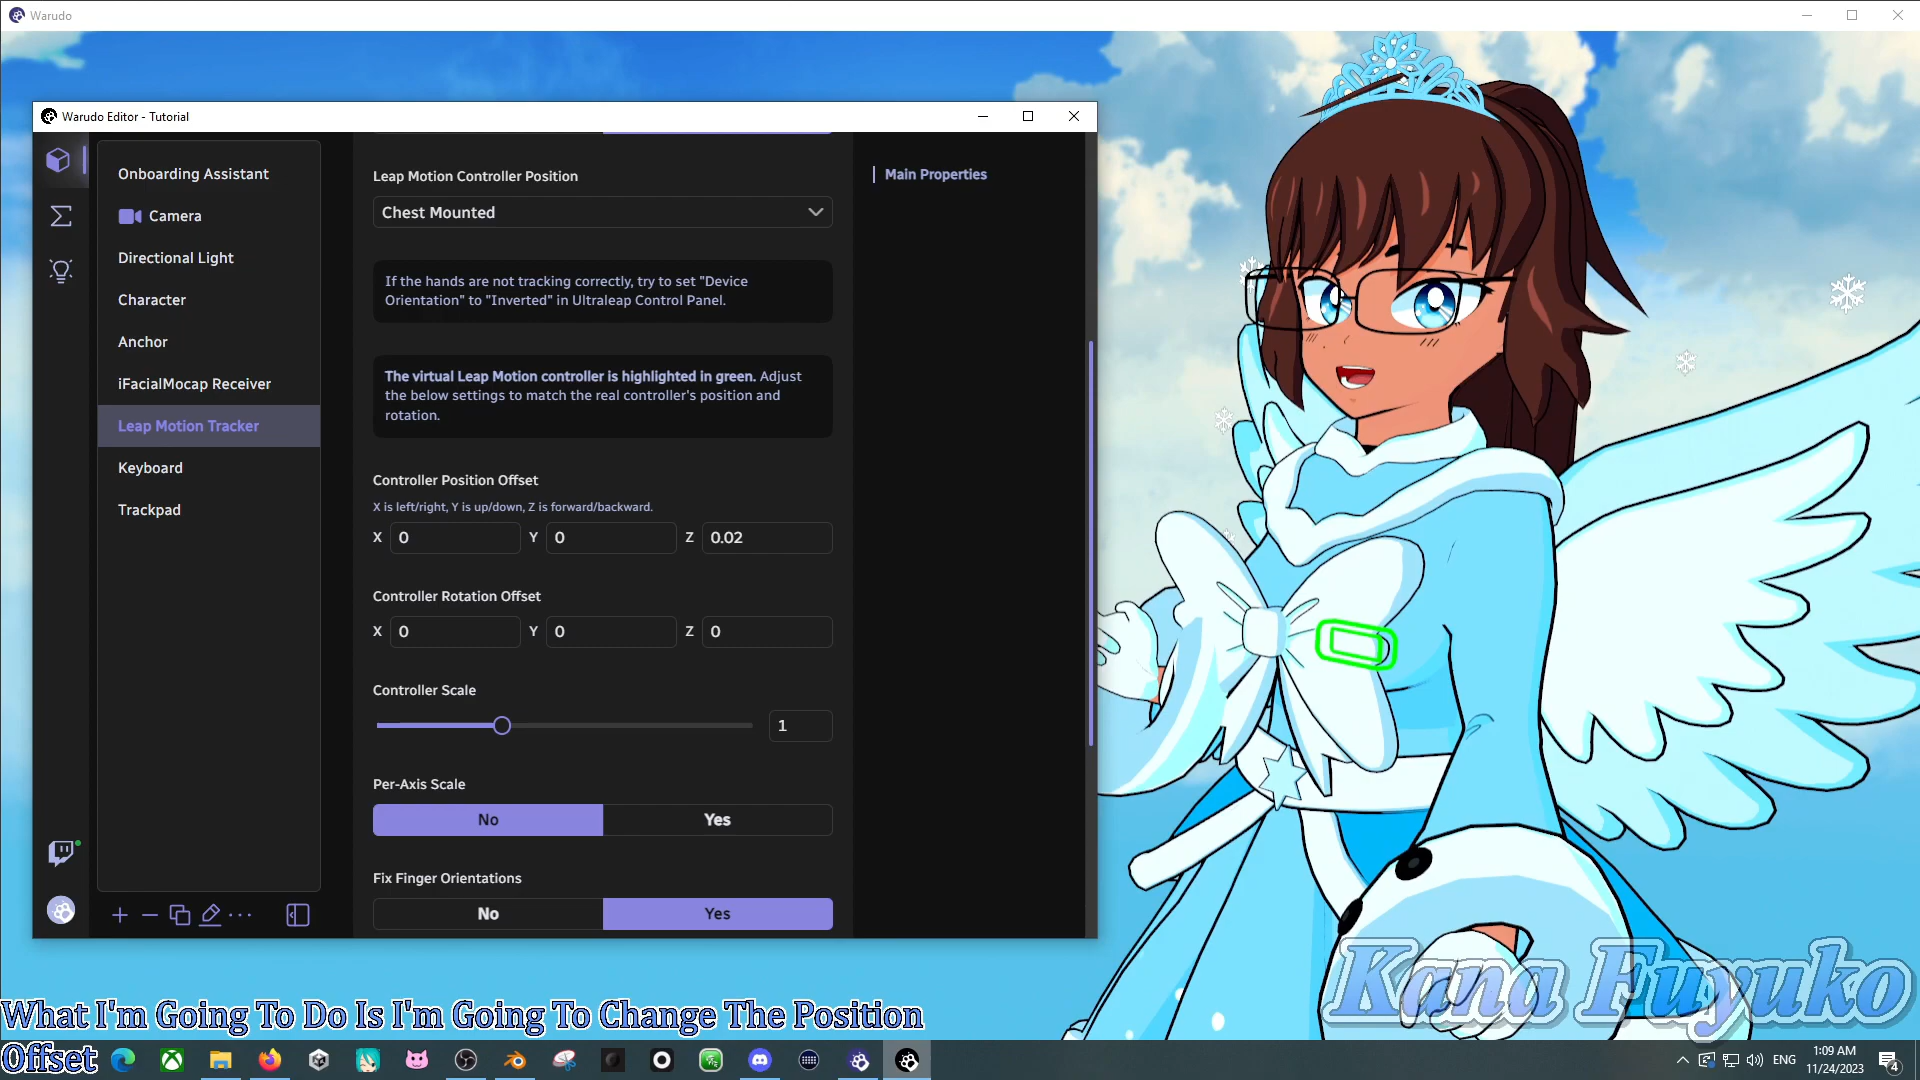 Warudo
Warudo Editor - Tutorial
Onboarding Assistant
Camera
Directional Light
Character
Anchor
iFacialMocap Receiver
Leap Motion Tracker
Keyboard
Trackpad
Leap Motion Controller Position
Chest Mounted
If the hands are not tracking correctly, try to set "Device
Orientation" to "Inverted" in Ultraleap Control Panel.
The virtual Leap Motion controller is highlighted in green. Adjust
the below settings to match the real controller's position and
rotation.
Controller Position Offset
X is left/right, Y is up/down, Z is forward/backward.
X 0 Y 0 Z 0.02
Controller Rotation Offset
X 0 Y 0 Z 0
Controller Scale
1
Per-Axis Scale
No Yes
Fix Finger Orientations
No Yes
Main Properties
Kana Fuyuko
What I'm Going To Do Is I'm Going To Change The Position
Offset
ENG
1:09 AM
11/24/2023
4